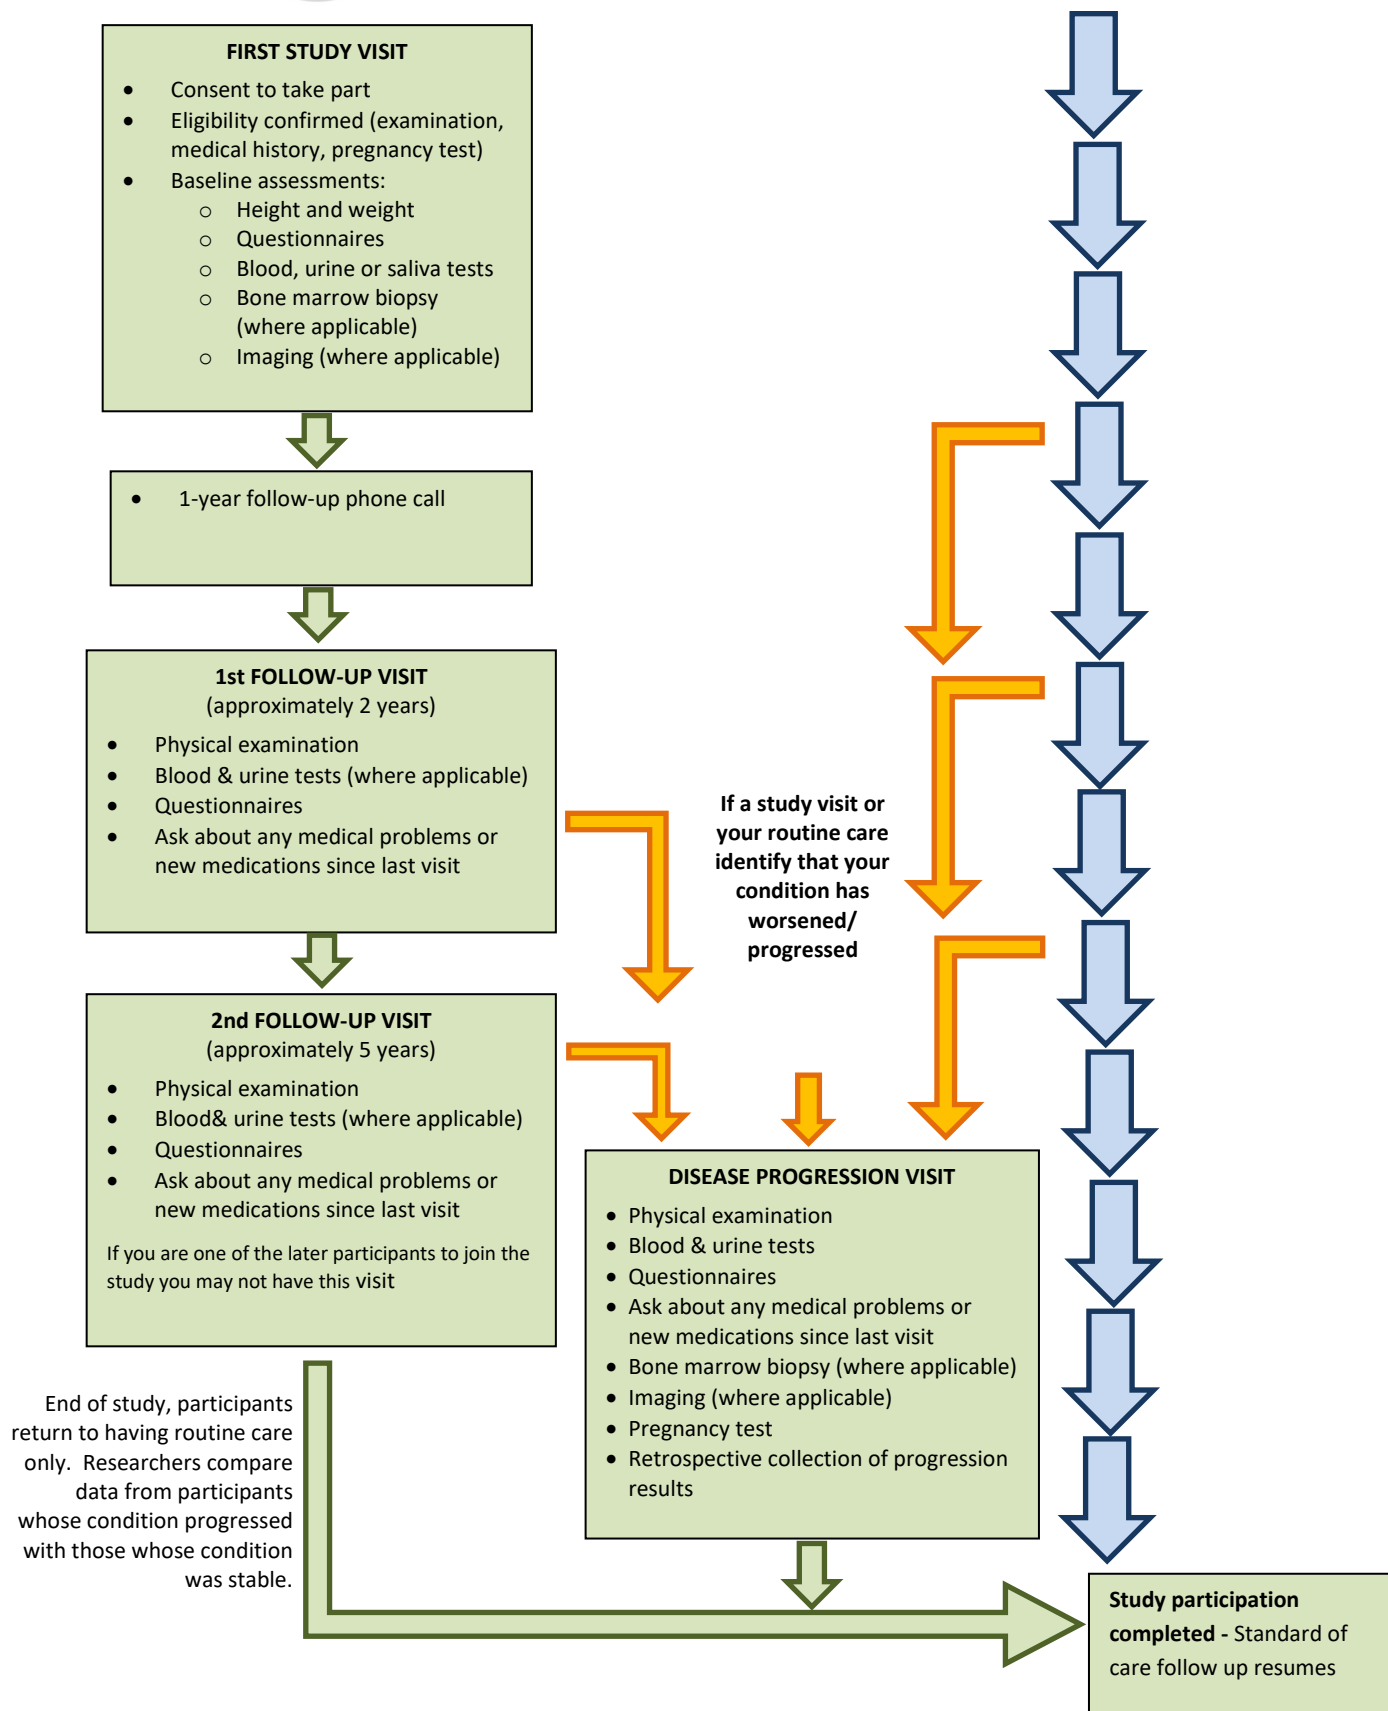 FIRST STUDY VISIT
• Consent to take part
• Eligibility confirmed (examination,
medical history, pregnancy test)
• Baseline assessments:
o Height and weight
o Questionnaires
o Blood, urine or saliva tests
o Bone marrow biopsy
(where applicable)
o Imaging (where applicable)
• 1-year follow-up phone call
1st FOLLOW-UP VISIT
(approximately 2 years)
• Physical examination
• Blood & urine tests (where applicable)
• Questionnaires
• Ask about any medical problems or
new medications since last visit
If a study visit or
your routine care
identify that your
condition has
worsened/
progressed
2nd FOLLOW-UP VISIT
(approximately 5 years)
• Physical examination
• Blood& urine tests (where applicable)
• Questionnaires
• Ask about any medical problems or
new medications since last visit
If you are one of the later participants to join the
study you may not have this visit
DISEASE PROGRESSION VISIT
• Physical examination
• Blood & urine tests
• Questionnaires
• Ask about any medical problems or
new medications since last visit
• Bone marrow biopsy (where applicable)
• Imaging (where applicable)
• Pregnancy test
• Retrospective collection of progression
results
End of study, participants
return to having routine care
only. Researchers compare
data from participants
whose condition progressed
with those whose condition
was stable.
Study participation
completed - Standard of
care follow up resumes